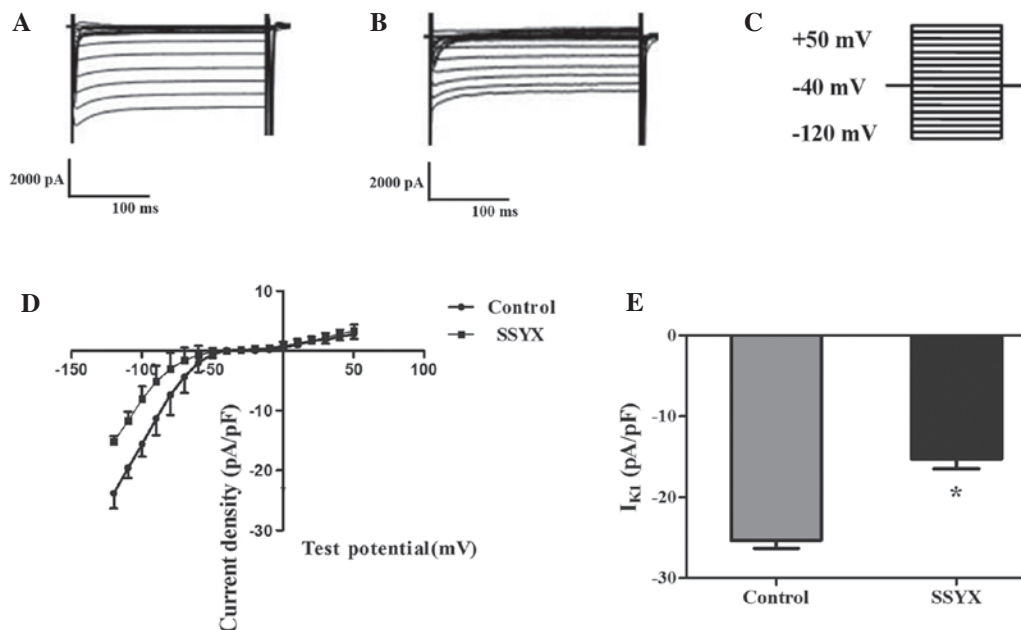 A
2000 pA
100 ms
B
2000 pA
100 ms
C
+50 mV
-40 mV
-120 mV
D
Control
SSYX
10
-150
-100
-50
0
50
100
-10
-20
-30
Current density (pA/pF)
Test potential(mV)
E
0
-10
-20
-30
I_K1 (pA/pF)
*
Control
SSYX